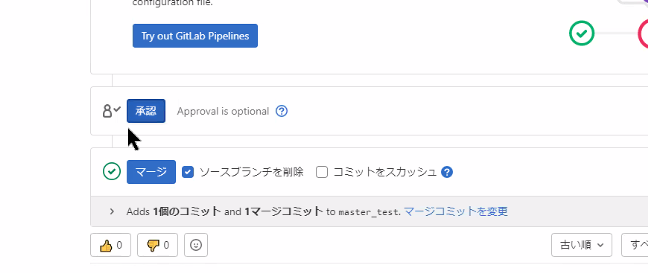 configuration file.
Try out GitLab Pipelines
承認 Approval is optional
マージ ソースブランチを削除 コミットをスカッシュ
Adds 1個のコミット and 1マージコミット to master_test. マージコミットを変更
0 0 古い順 すべ